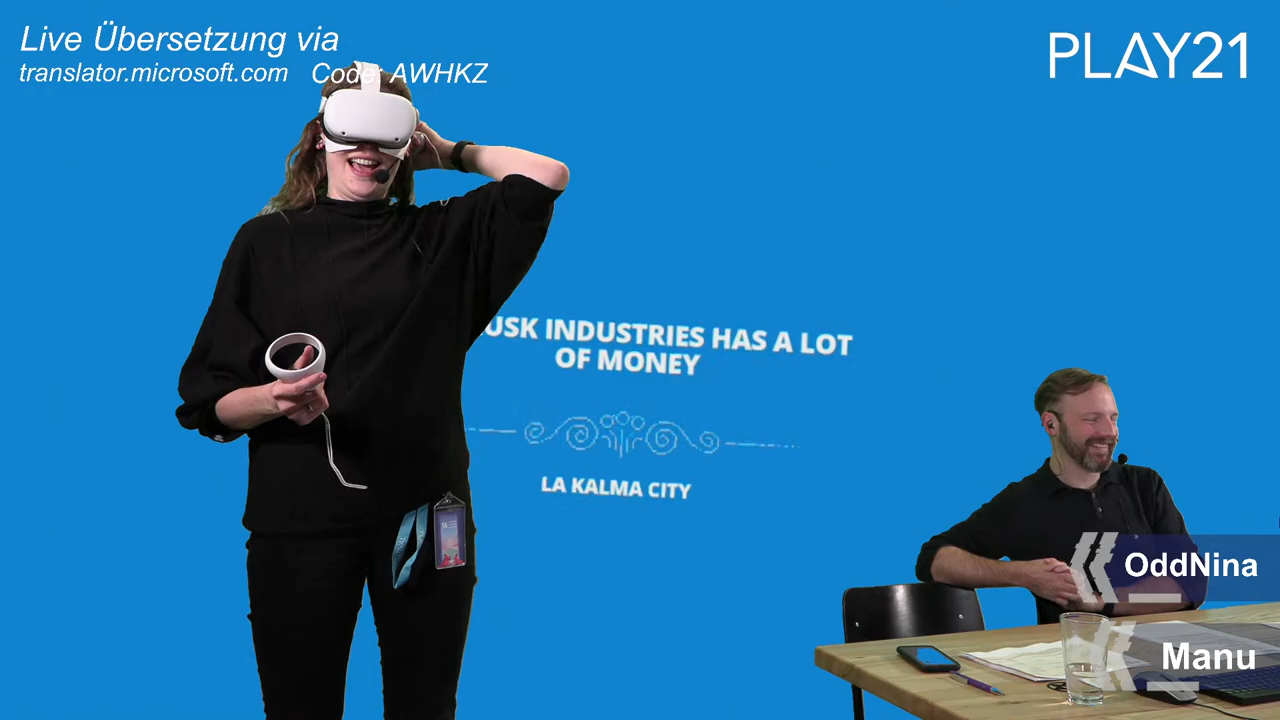 Live Übersetzung via
translator.microsoft.com Code: AWHKZ
PLAY21
USK INDUSTRIES HAS A LOT
OF MONEY
LA KALMA CITY
OddNina
Manu